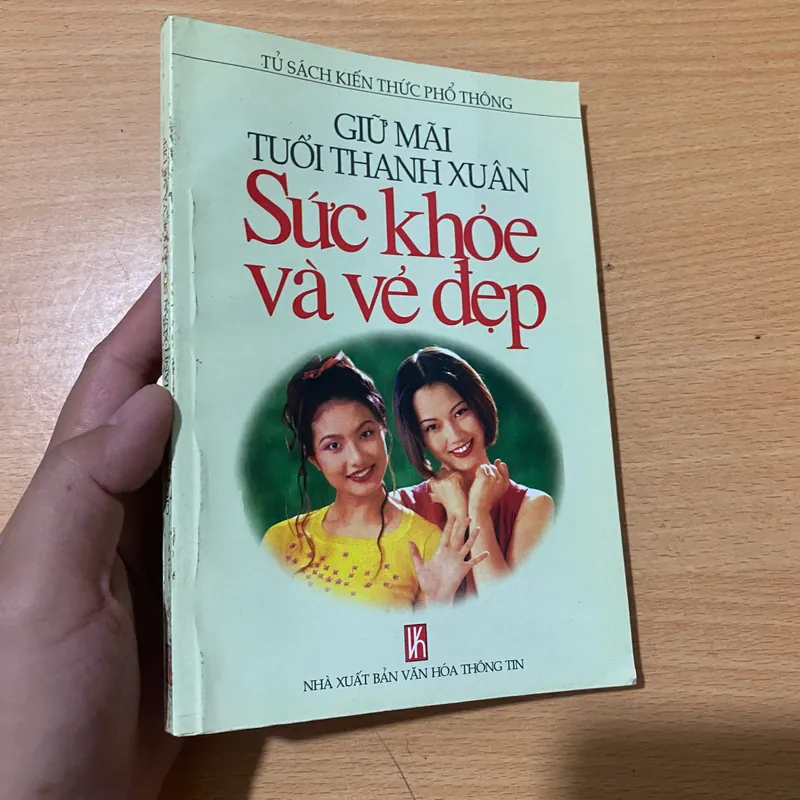 TỦ SÁCH KIẾN THỨC PHỔ THÔNG
GIỮ MÃI
TUỔI THANH XUÂN
Sức khỏe
và vẻ đẹp
NHÀ XUẤT BẢN VĂN HÓA THÔNG TIN